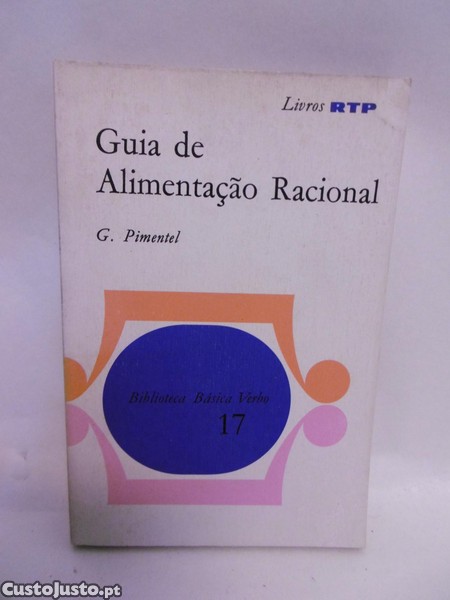 Livros RTP
Guia de
Alimentação Racional
G. Pimentel
Biblioteca Básica Verbo
17
CustoJusto.pt